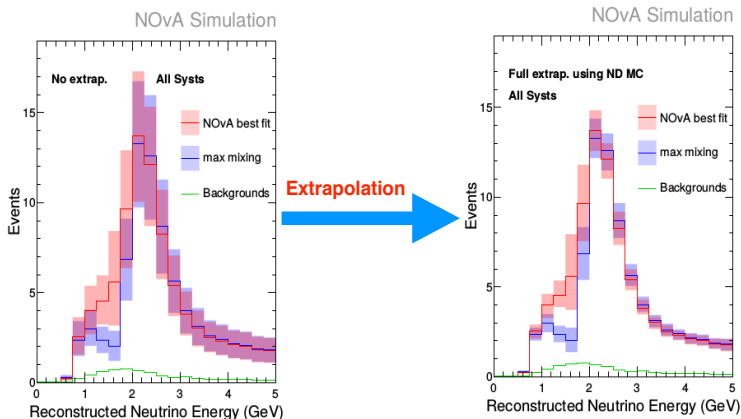 NOvA Simulation
No extrap.
All Systs
NOvA best fit
max mixing
Backgrounds
Events
15
10
5
0
0
1
2
3
4
5
Reconstructed Neutrino Energy (GeV)
Extrapolation
NOvA Simulation
Full extrap. using ND MC
All Systs
NOvA best fit
max mixing
Backgrounds
Events
15
10
5
0
0
1
2
3
4
5
Reconstructed Neutrino Energy (GeV)